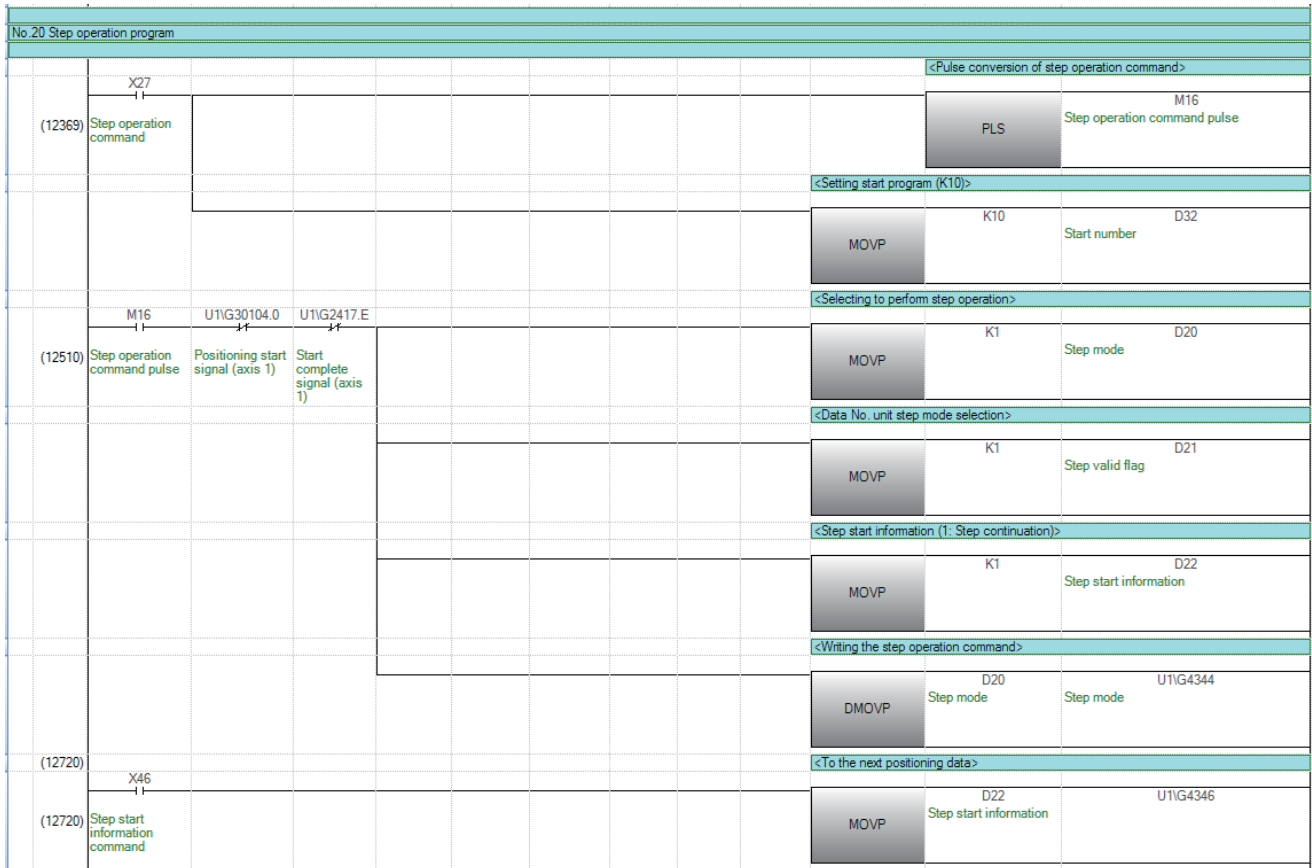 No.20 Step operation program
<Pulse conversion of step operation command>
X27
M16
(12369)
Step operation
command
PLS
Step operation command pulse
<Setting start program (K10)>
K10
D32
MOVP
Start number
<Selecting to perform step operation>
M16
U1\G30104.0
U1\G2417.E
K1
D20
(12510)
Step operation
command pulse
Positioning start
signal (axis 1)
Start
complete
signal (axis
1)
MOVP
Step mode
<Data No. unit step mode selection>
K1
D21
MOVP
Step valid flag
<Step start information (1: Step continuation)>
K1
D22
MOVP
Step start information
<Writing the step operation command>
D20
U1\G4344
DMOVP
Step mode
Step mode
(12720)
<To the next positioning data>
X46
D22
U1\G4346
(12720)
Step start
information
command
MOVP
Step start information